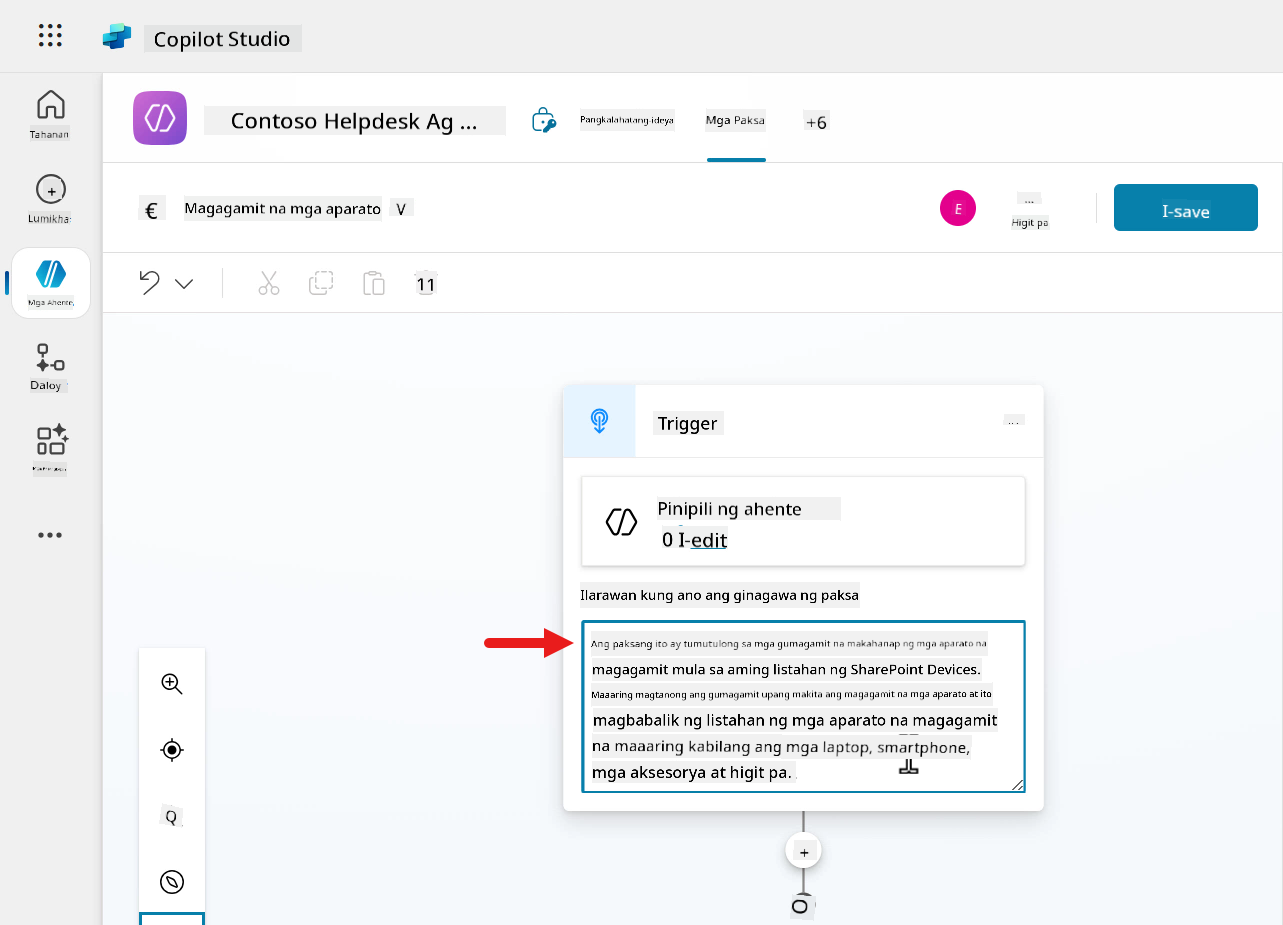 Copilot Studio
Tahanan
Contoso Helpdesk Ag ...
Pangkalahatang-ideya
Mga Paksa
+6
Lumikha:
€ Magagamit na mga aparato V
E
...
Higit pa
I-save
11
Mga Ahente,
Daloy
Trigger
...
Pinipili ng ahente
0 I-edit
Ilarawan kung ano ang ginagawa ng paksa
Ang paksang ito ay tumutulong sa mga gumagamit na makahanap ng mga aparato na
magagamit mula sa aming listahan ng SharePoint Devices.
Maaaring magtanong ang gumagamit upang makita ang magagamit na mga aparato at ito
magbabalik ng listahan ng mga aparato na magagamit
na maaaring kabilang ang mga laptop, smartphone,
mga aksesorya at higit pa.
Q
+
O